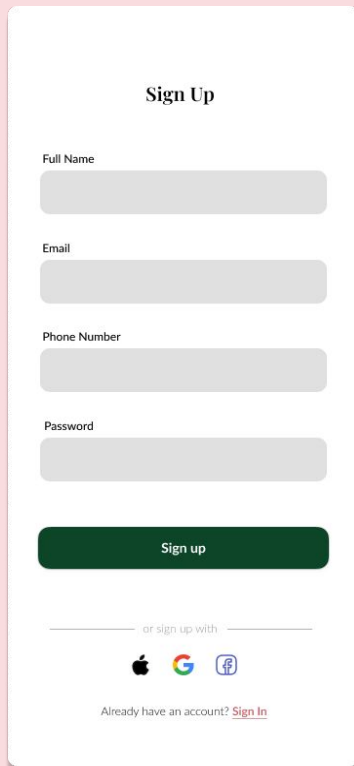 Sign Up
Full Name
Email
Phone Number
Password
Sign up
or sign up with
Already have an account? Sign In